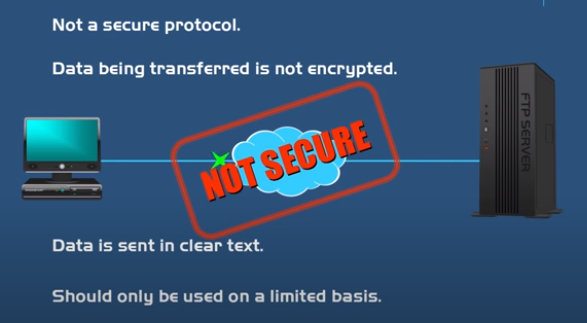 Not a secure protocol.
Data being transferred is not encrypted.
NOT SECURE
FTP SERVER
Data is sent in clear text.
Should only be used on a limited basis.